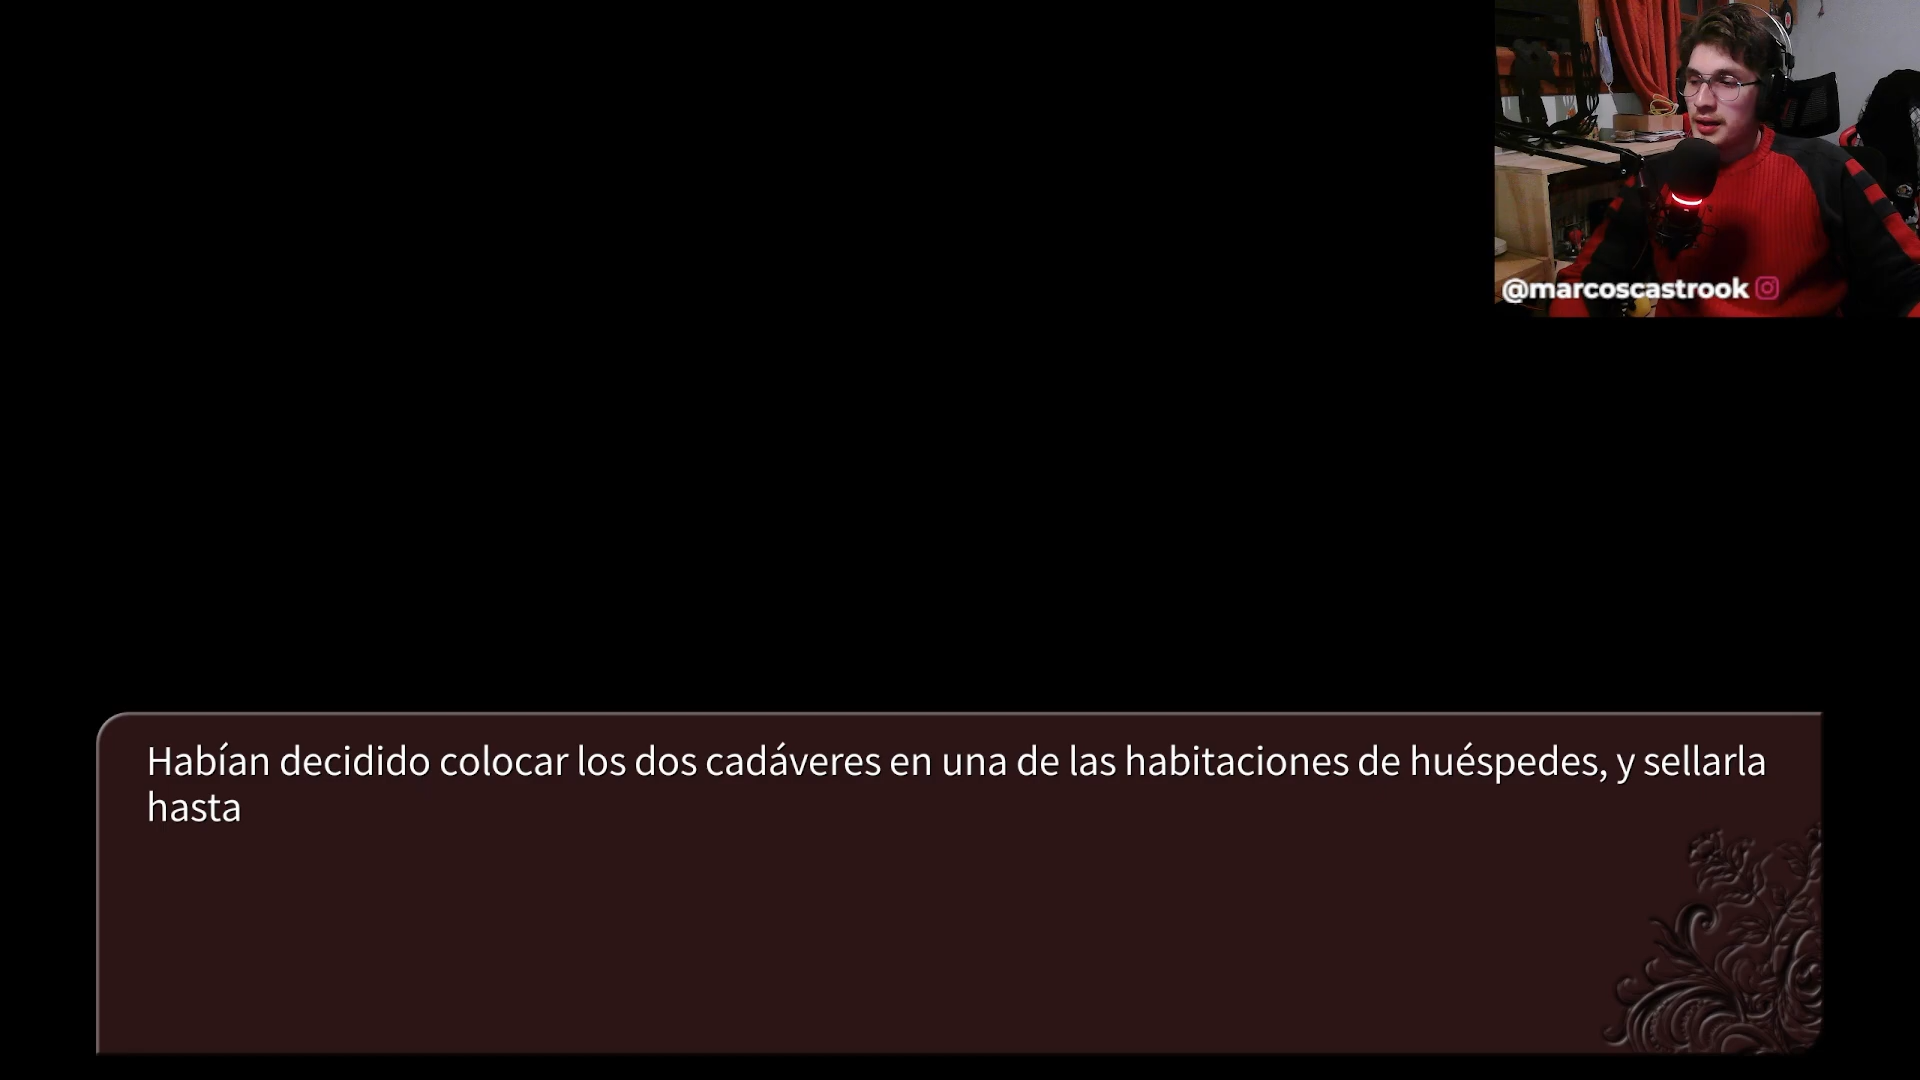 @marcoscastrook
Habían decidido colocar los dos cadáveres en una de las habitaciones de huéspedes, y sellarla
hasta